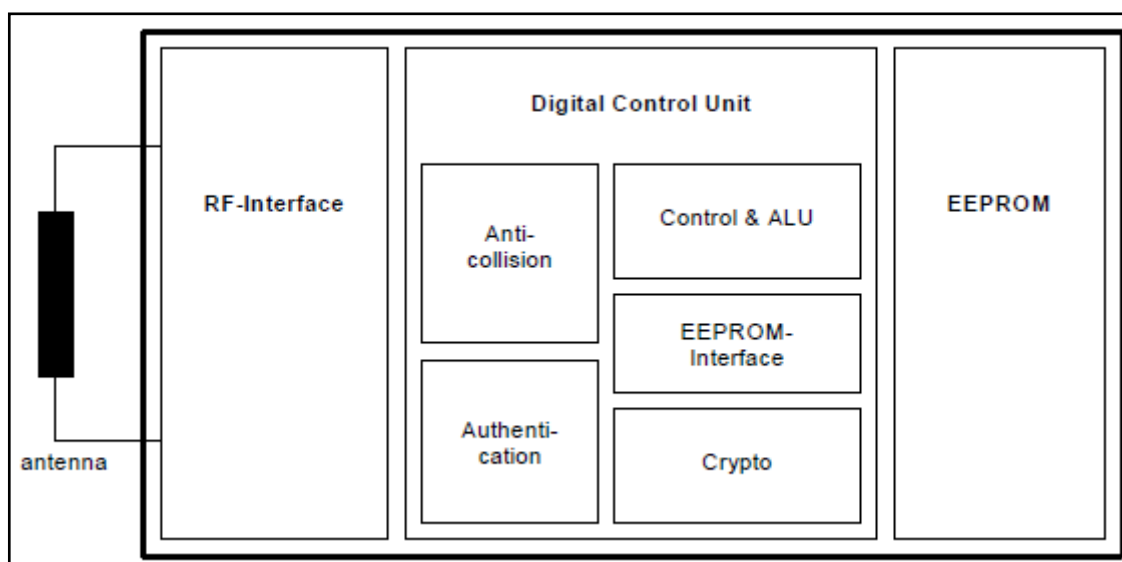 Digital Control Unit
RF-Interface
EEPROM
Anti-
collision
Control & ALU
EEPROM-
Interface
Authenti-
cation
Crypto
antenna